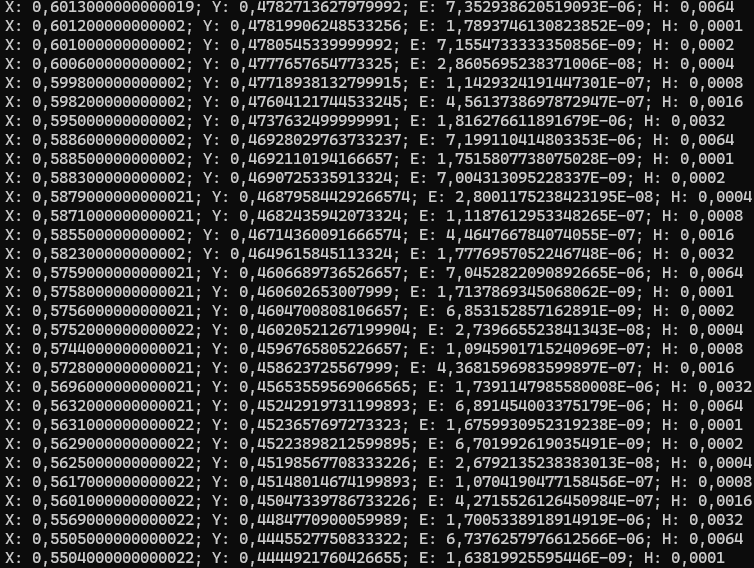 X: 0,6013000000000019; Y: 0,4782713627979992; E: 7,352938620519093E-06; H: 0,0064
X: 0,601200000000002; Y: 0,47819906248533256; E: 1,7893746130823852E-09; H: 0,0001
X: 0,601000000000002; Y: 0,4780545339999992; E: 7,1554733333350856E-09; H: 0,0002
X: 0,600600000000002; Y: 0,4777657654773325; E: 2,8605695238371006E-08; H: 0,0004
X: 0,599800000000002; Y: 0,47718938132799915; E: 1,1429324191447301E-07; H: 0,0008
X: 0,598200000000002; Y: 0,47604121744533245; E: 4,5613738697872947E-07; H: 0,0016
X: 0,595000000000002; Y: 0,4737632499999991; E: 1,816276611891679E-06; H: 0,0032
X: 0,588600000000002; Y: 0,46928029763733237; E: 7,199110414803353E-06; H: 0,0064
X: 0,588500000000002; Y: 0,4692110194166657; E: 1,7515807738075028E-09; H: 0,0001
X: 0,588300000000002; Y: 0,4690725335913324; E: 7,004313095228337E-09; H: 0,0002
X: 0,5879000000000021; Y: 0,46879584429266574; E: 2,8001175238423195E-08; H: 0,0004
X: 0,5871000000000021; Y: 0,4682435942073324; E: 1,1187612953348265E-07; H: 0,0008
X: 0,585500000000002; Y: 0,46714360091666574; E: 4,464766784074055E-07; H: 0,0016
X: 0,582300000000002; Y: 0,4649615845113324; E: 1,7776957052246748E-06; H: 0,0032
X: 0,5759000000000021; Y: 0,4606689736526657; E: 7,0452822090892665E-06; H: 0,0064
X: 0,5758000000000021; Y: 0,460602653007999; E: 1,7137869345068062E-09; H: 0,0001
X: 0,5756000000000021; Y: 0,4604700808106657; E: 6,853152857162891E-09; H: 0,0002
X: 0,5752000000000022; Y: 0,46020521267199904; E: 2,739665523841343E-08; H: 0,0004
X: 0,5744000000000021; Y: 0,4596765805226657; E: 1,0945901715240969E-07; H: 0,0008
X: 0,5728000000000021; Y: 0,458623725567999; E: 4,3681596983599897E-07; H: 0,0016
X: 0,5696000000000021; Y: 0,45653559569066565; E: 1,7391147985580008E-06; H: 0,0032
X: 0,5632000000000021; Y: 0,45242919731199893; E: 6,891454003375179E-06; H: 0,0064
X: 0,5631000000000022; Y: 0,4523657697273323; E: 1,6759930952319238E-09; H: 0,0001
X: 0,5629000000000022; Y: 0,45223898212599895; E: 6,701992619035491E-09; H: 0,0002
X: 0,5625000000000022; Y: 0,45198567708333226; E: 2,6792135238383013E-08; H: 0,0004
X: 0,5617000000000022; Y: 0,45148014674199893; E: 1,0704190477158456E-07; H: 0,0008
X: 0,5601000000000022; Y: 0,45047339786733226; E: 4,2715526126450984E-07; H: 0,0016
X: 0,5569000000000022; Y: 0,4484770900059989; E: 1,7005338918914919E-06; H: 0,0032
X: 0,5505000000000022; Y: 0,4445527750833322; E: 6,7376257976612566E-06; H: 0,0064
X: 0,5504000000000022; Y: 0,4444921760426655; E: 1,63819925595446E-09; H: 0,0001